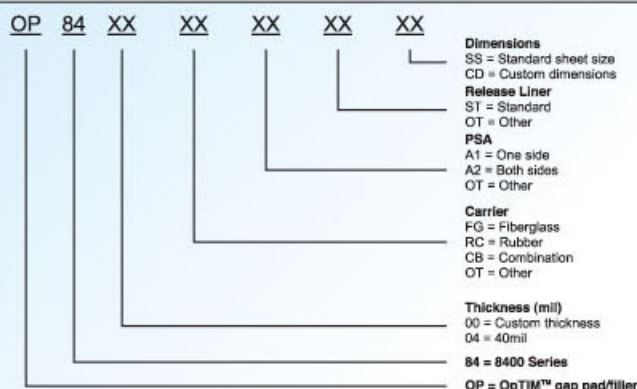 OP 84 XX XX XX XX XX
Dimensions
SS = Standard sheet size
CD = Custom dimensions
Release Liner
ST = Standard
OT = Other
PSA
A1 = One side
A2 = Both sides
OT = Other
Carrier
FG = Fiberglass
RC = Rubber
CB = Combination
OT = Other
Thickness (mil)
00 = Custom thickness
04 = 40mil
84 = 8400 Series
OP = OpTIM™ gap pad/filler